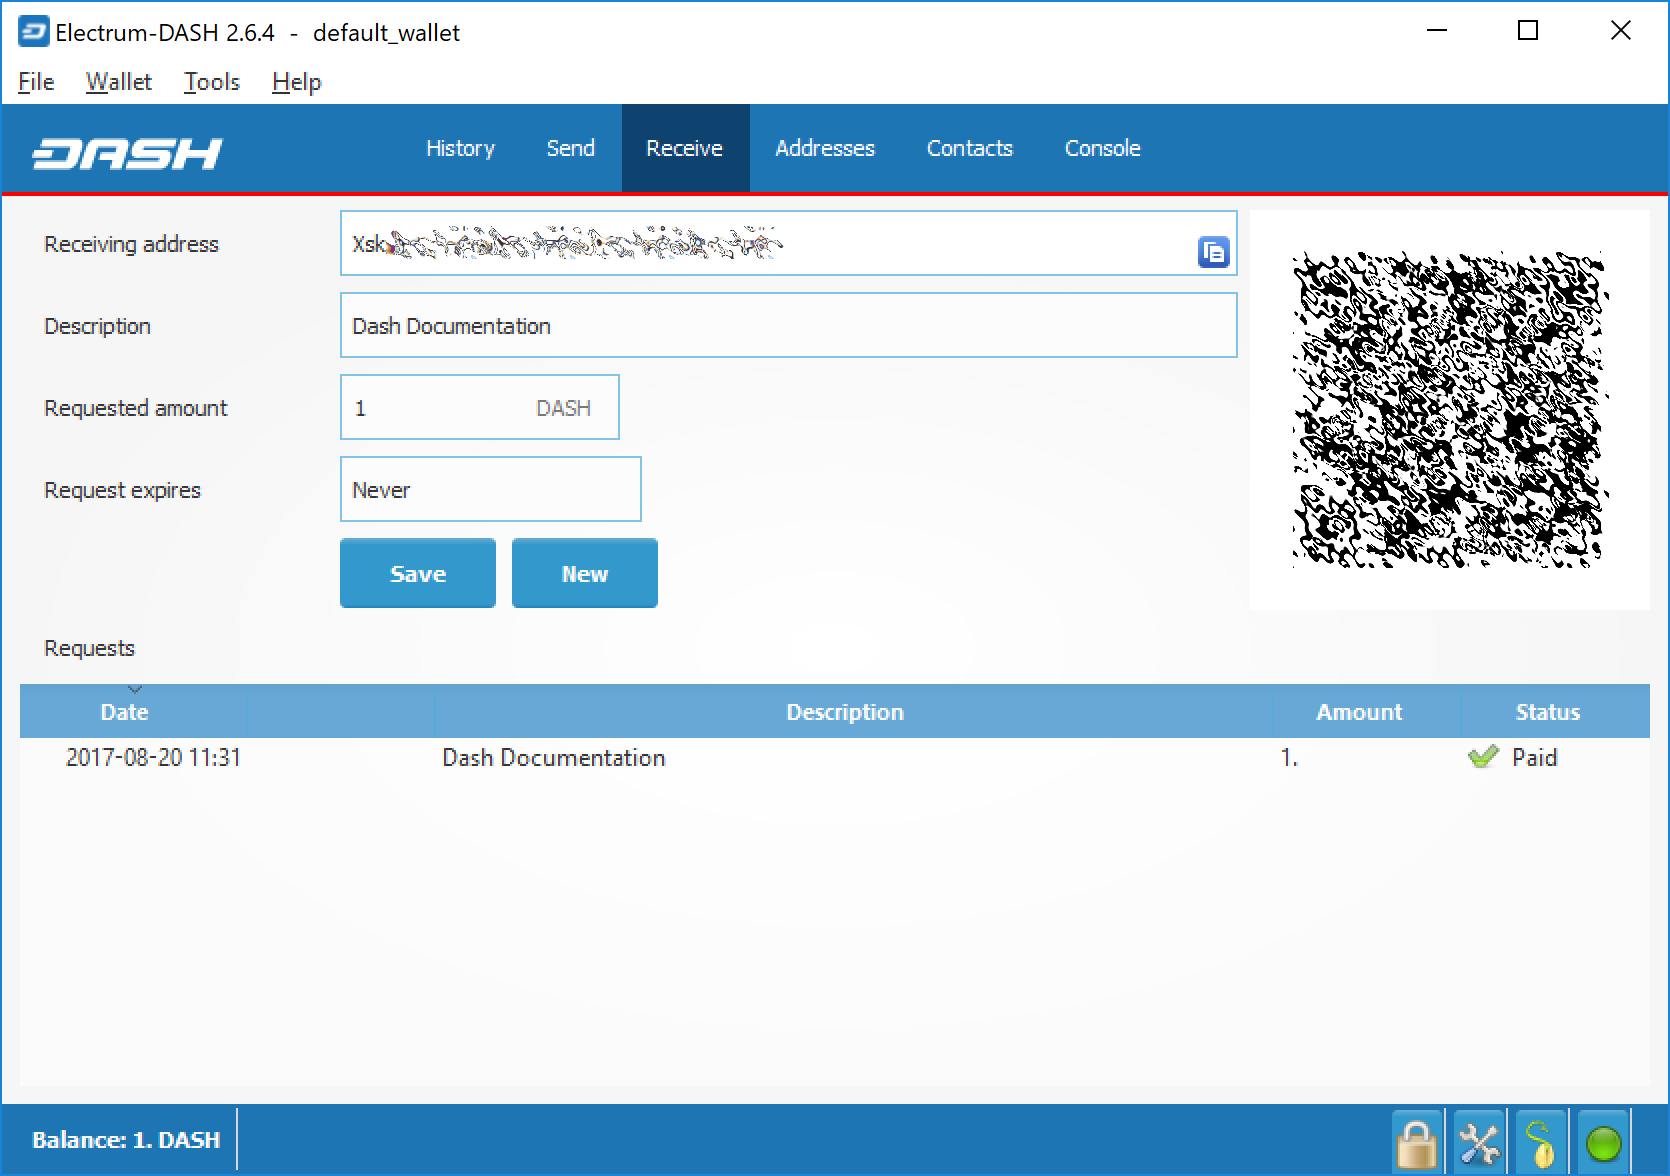 Electrum-DASH 2.6.4 - default_wallet
File Wallet Tools Help
DASH History Send Receive Addresses Contacts Console
Receiving address Xsk
Description Dash Documentation
Requested amount 1 DASH
Request expires Never
Save New
Requests
Date Description Amount Status
2017-08-20 11:31 Dash Documentation 1. Paid
Balance: 1. DASH